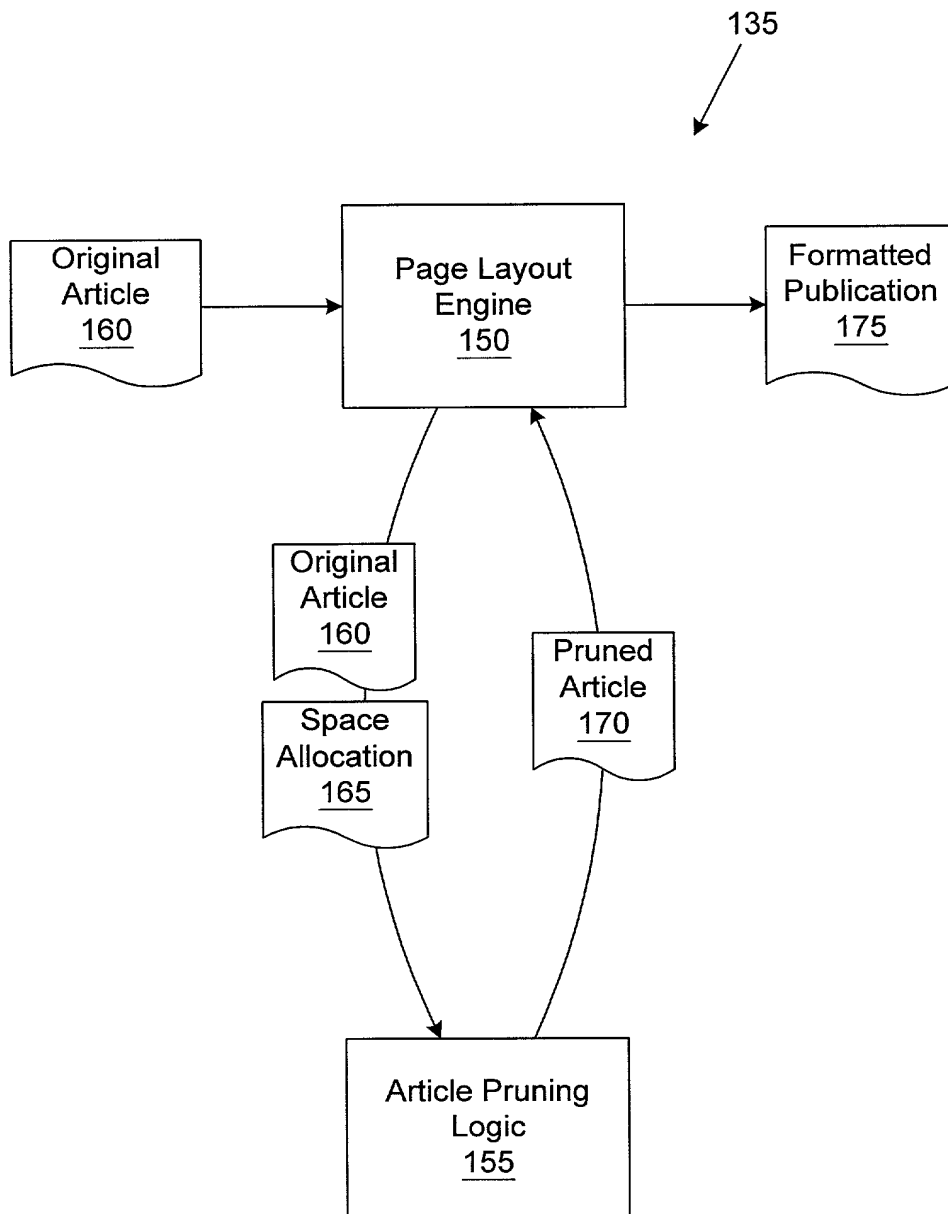 135
Original
Article
160
Page Layout
Engine
150
Formatted
Publication
175
Original
Article
160
Space
Allocation
165
Pruned
Article
170
Article Pruning
Logic
155